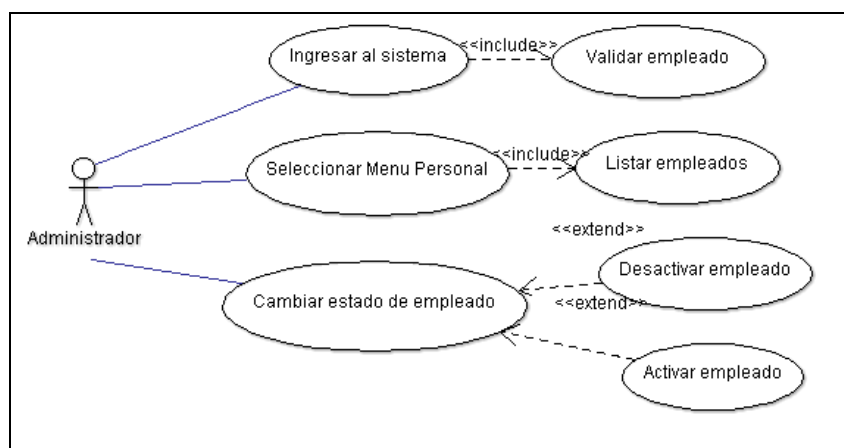 Ingresar al sistema
<<include>>
Validar empleado
Seleccionar Menu Personal
<<include>>
Listar empleados
Administrador
<<extend>>
Desactivar empleado
Cambiar estado de empleado
<<extend>>
Activar empleado